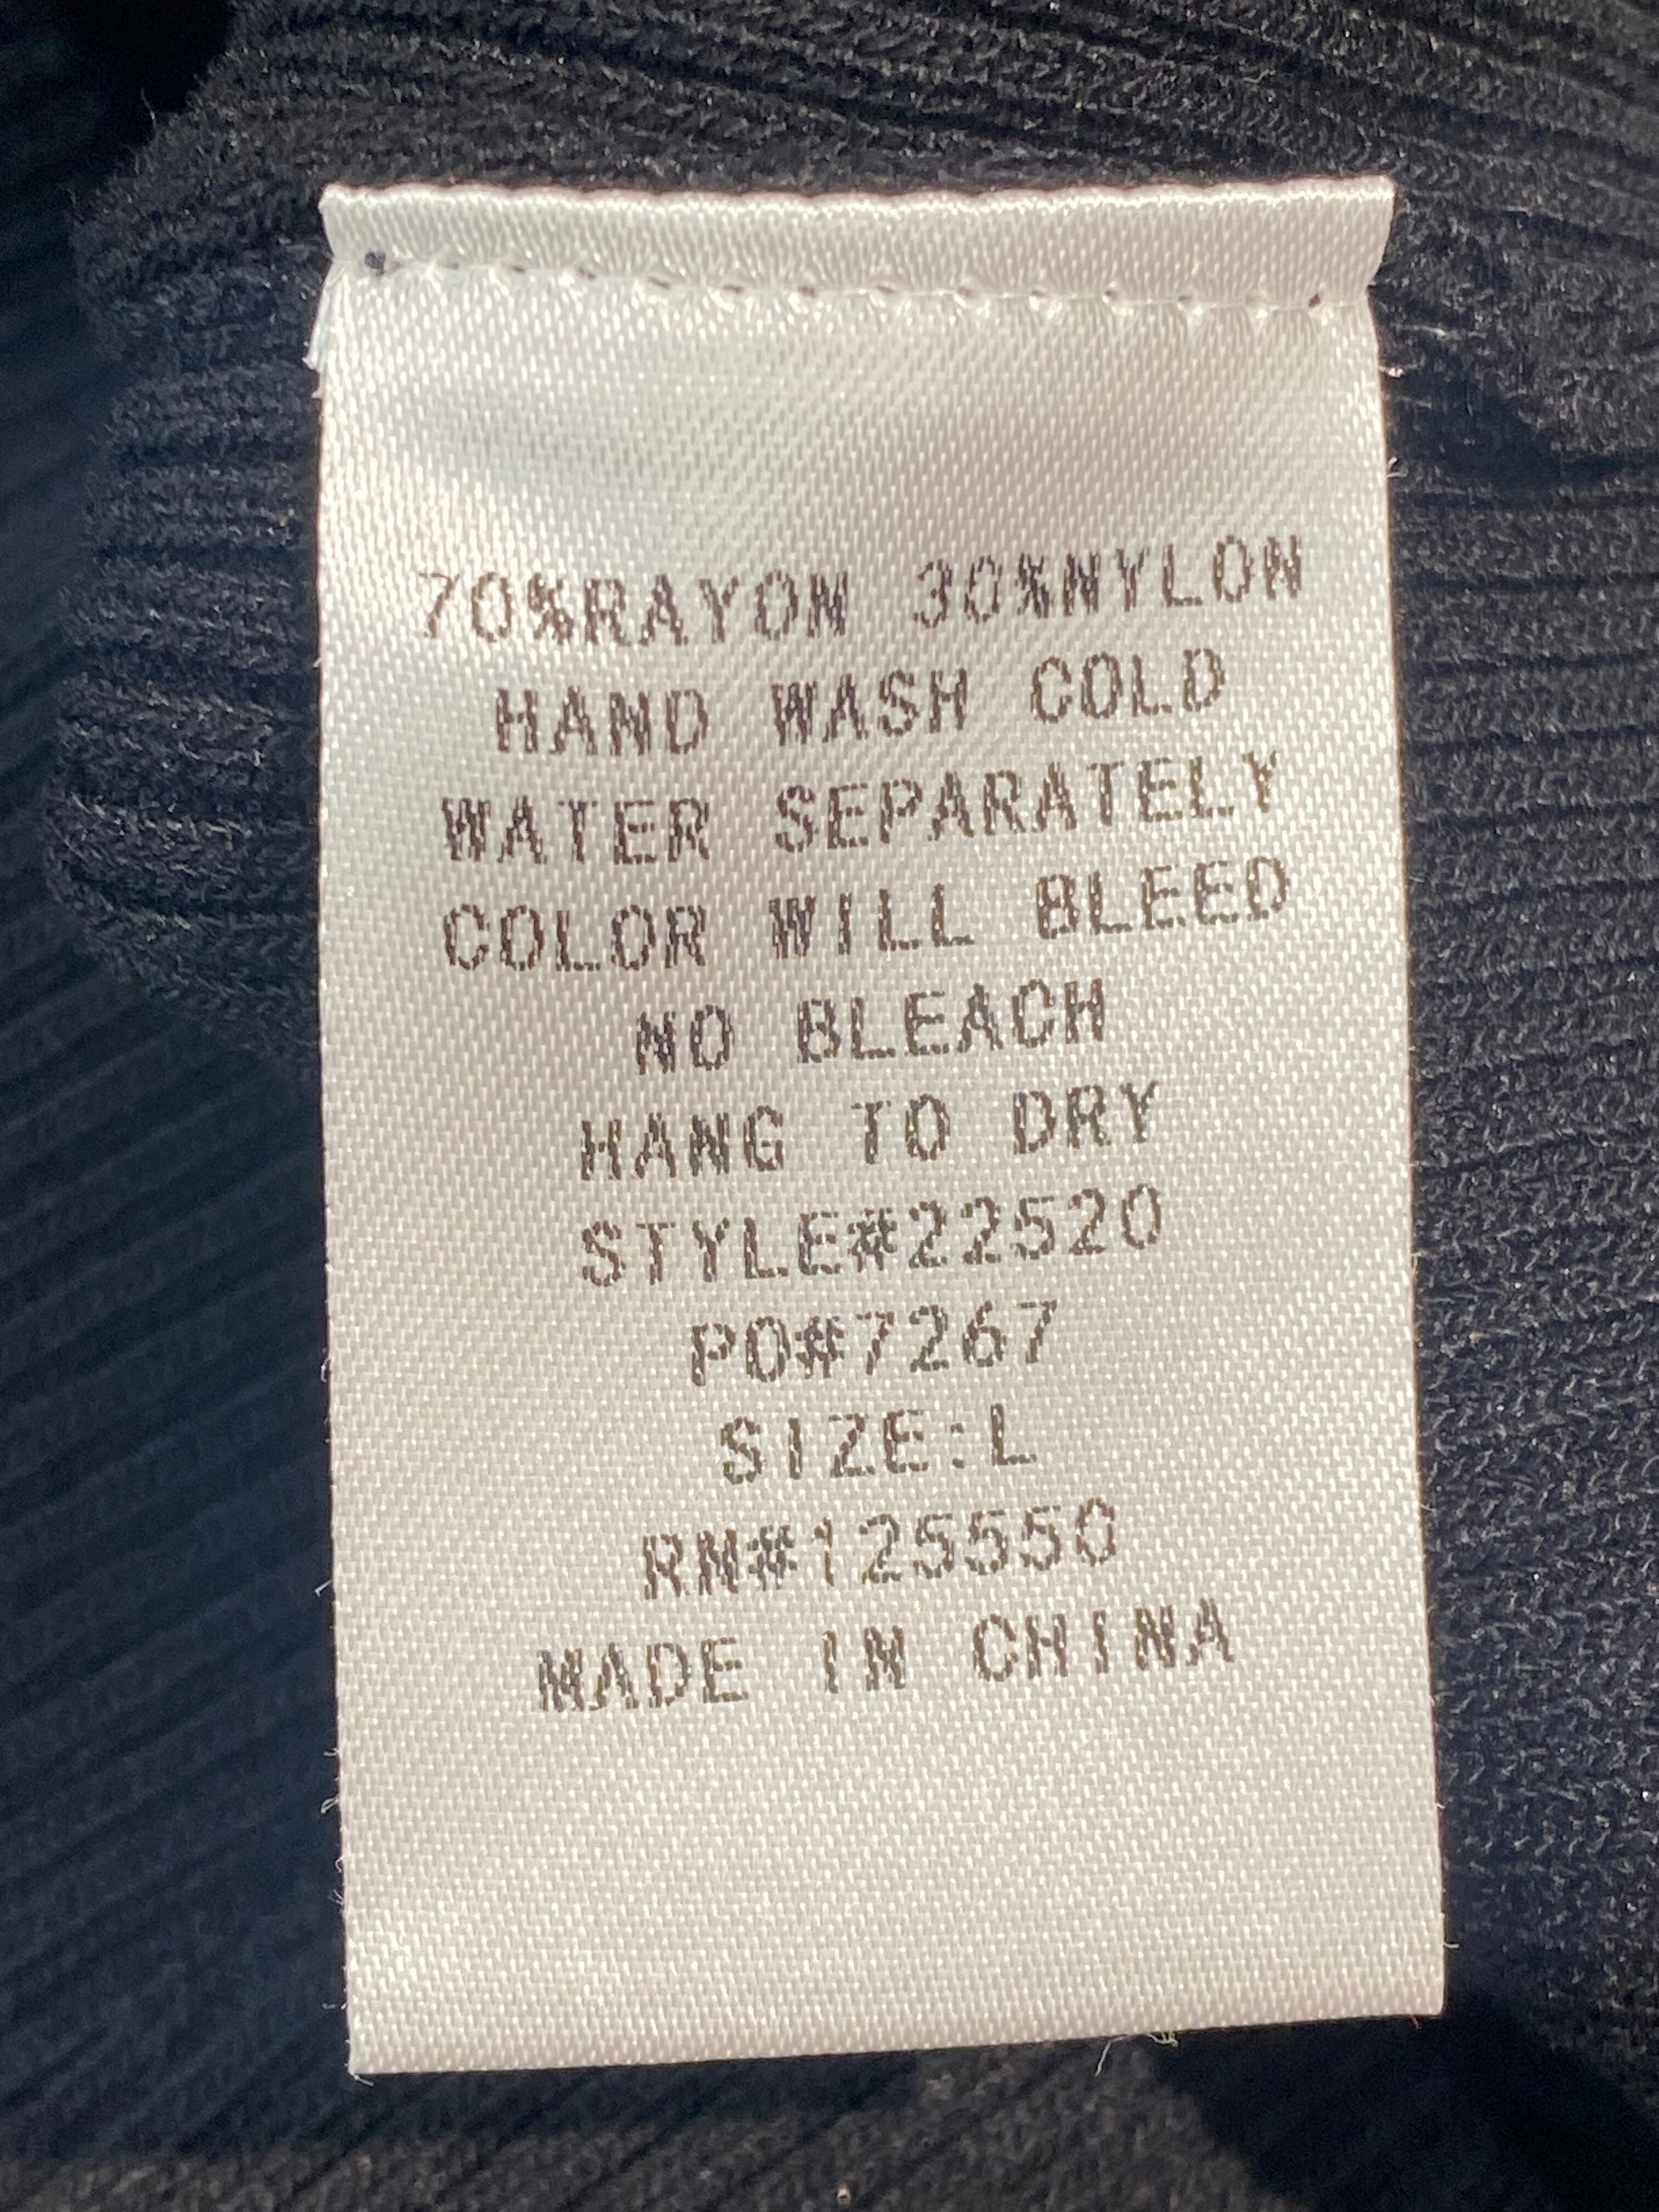 70%RAYON 30%NYLON
HAND WASH COLD
WATER SEPARATELY
COLOR WILL BLEED
NO BLEACH
HANG TO DRY
STYLE#22520
PO#7267
SIZE:L
RN#125550
MADE IN CHINA